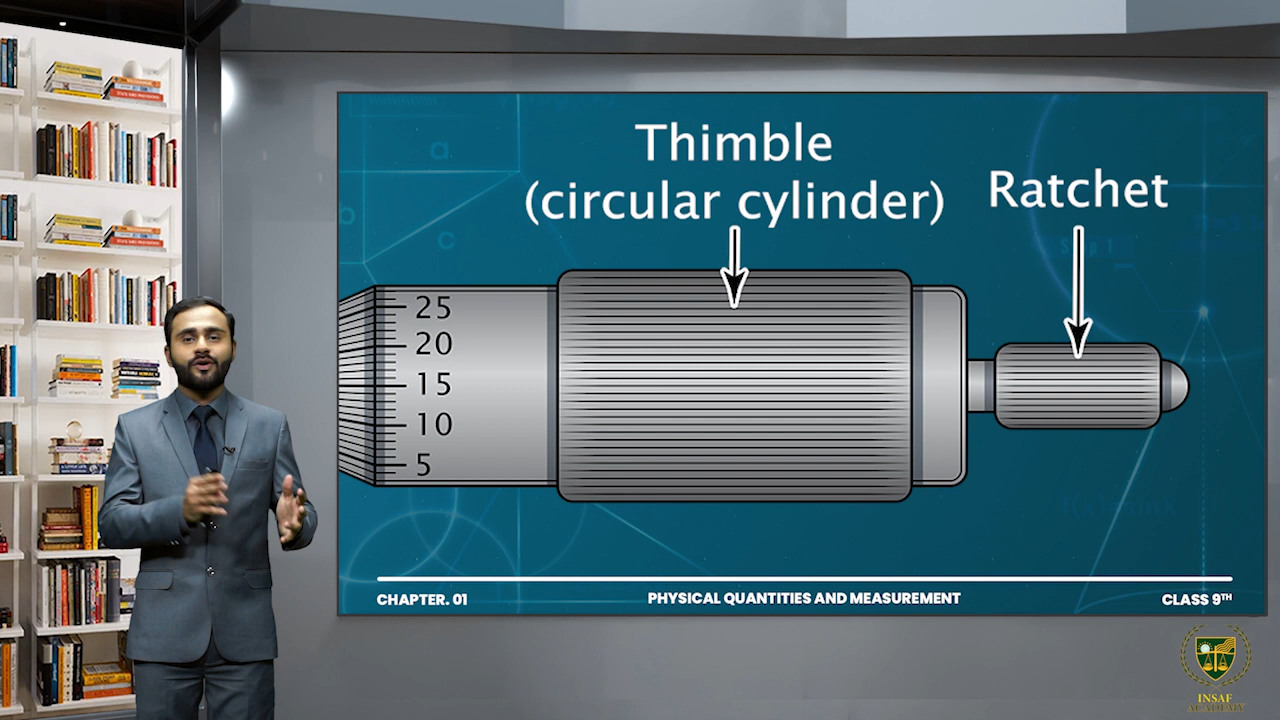 Thimble
(circular cylinder)
Ratchet
25
20
15
10
5
a
b
c
CHAPTER. 01
PHYSICAL QUANTITIES AND MEASUREMENT
CLASS 9TH
INSAF
ACADEMY